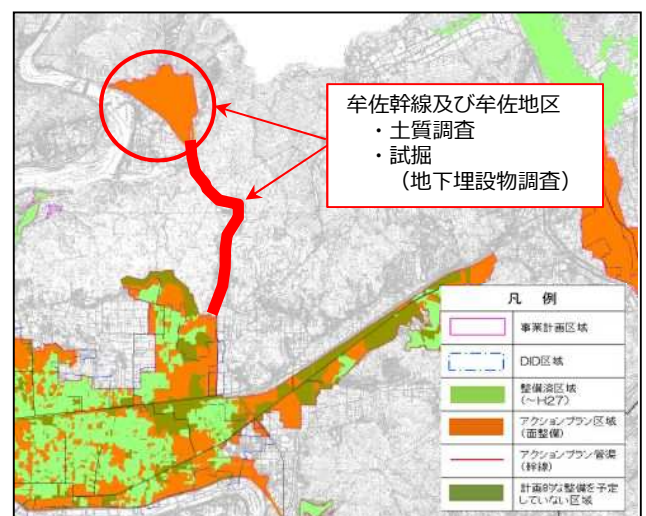 牟佐幹線及び牟佐地区
・土質調査
・試掘
（地下埋設物調査）
凡 例
事業計画区域
DID区域
整備済区域
(～H27)
アクションプラン区域
(面整備)
アクションプラン管渠
(幹線)
計画的な整備を予定
していない区域